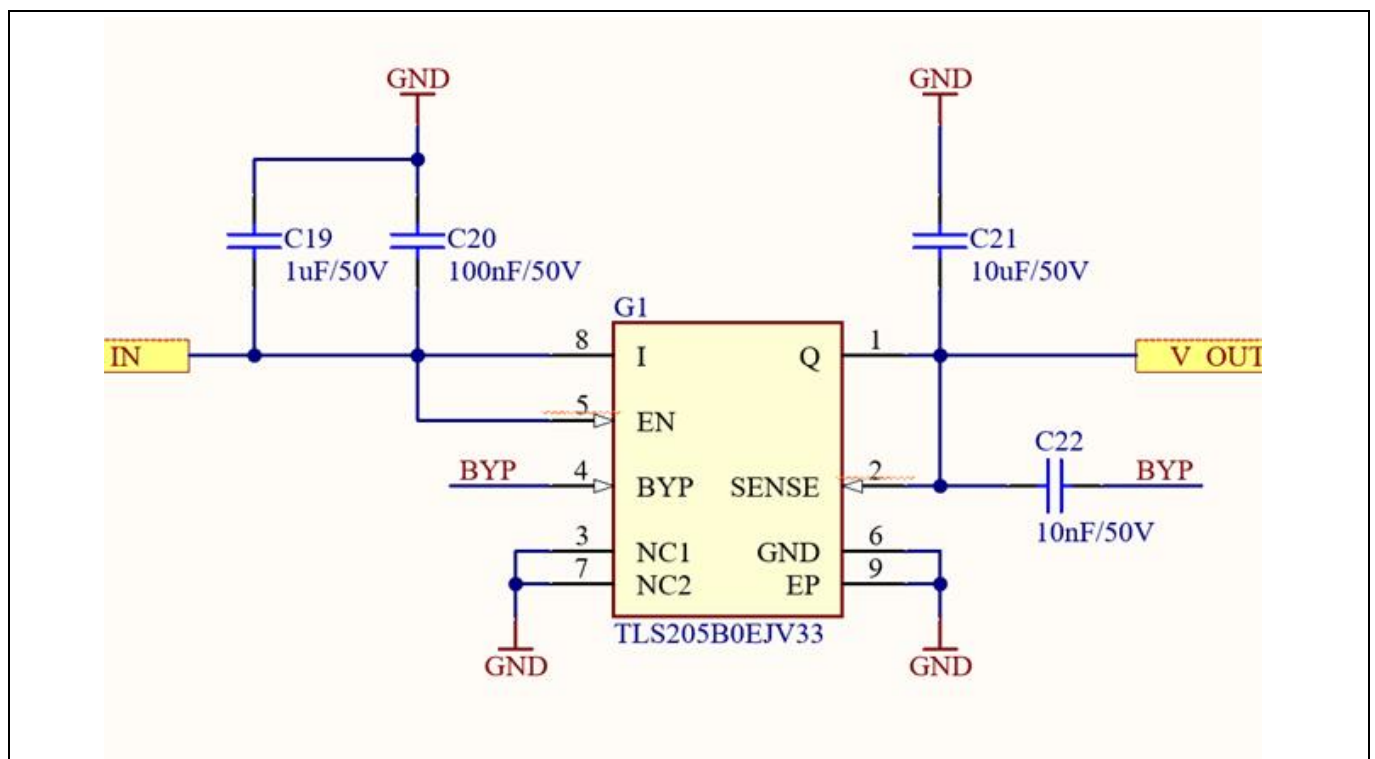 GND
GND
C19
1uF/50V
C20
100nF/50V
C21
10uF/50V
G1
IN
8
I
Q
1
V OUT
5
EN
C22
BYP
4
BYP
SENSE
2
BYP
10nF/50V
3
NC1
GND
6
7
NC2
EP
9
TLS205B0EJV33
GND
GND